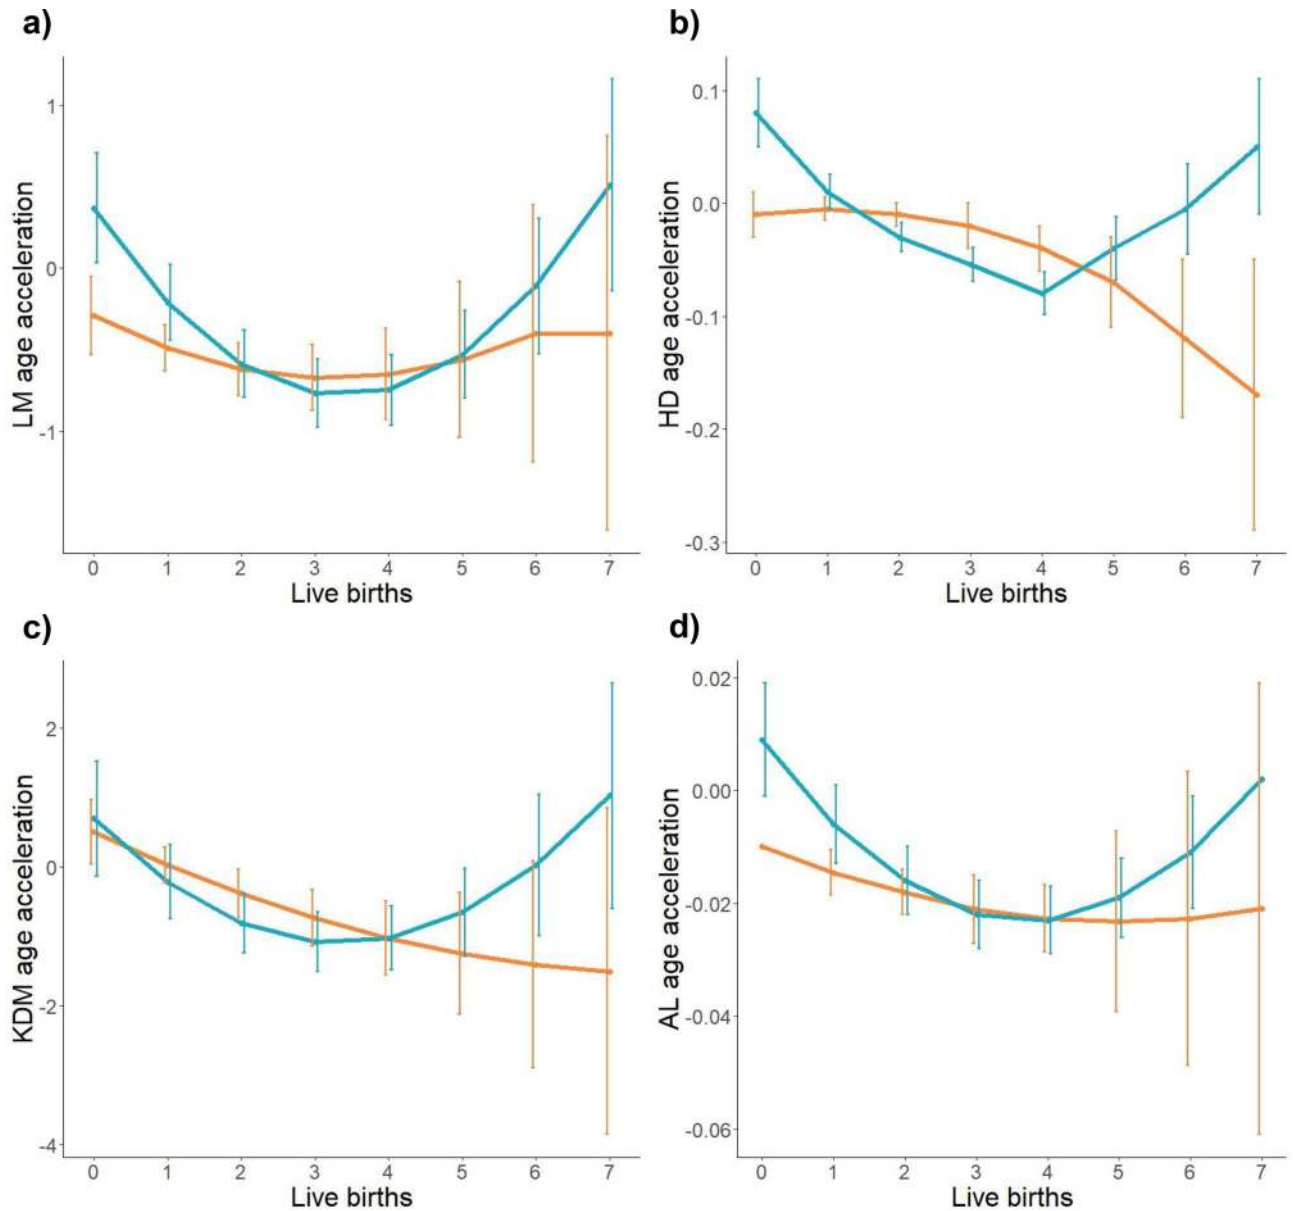 a)
LM age acceleration
1
0
-1
0 1 2 3 4 5 6 7
Live births
b)
HD age acceleration
0.1
0.0
-0.1
-0.2
-0.3
0 1 2 3 4 5 6 7
Live births
c)
KDM age acceleration
2
0
-2
-4
0 1 2 3 4 5 6 7
Live births
d)
AL age acceleration
0.02
0.00
-0.02
-0.04
-0.06
0 1 2 3 4 5 6 7
Live births